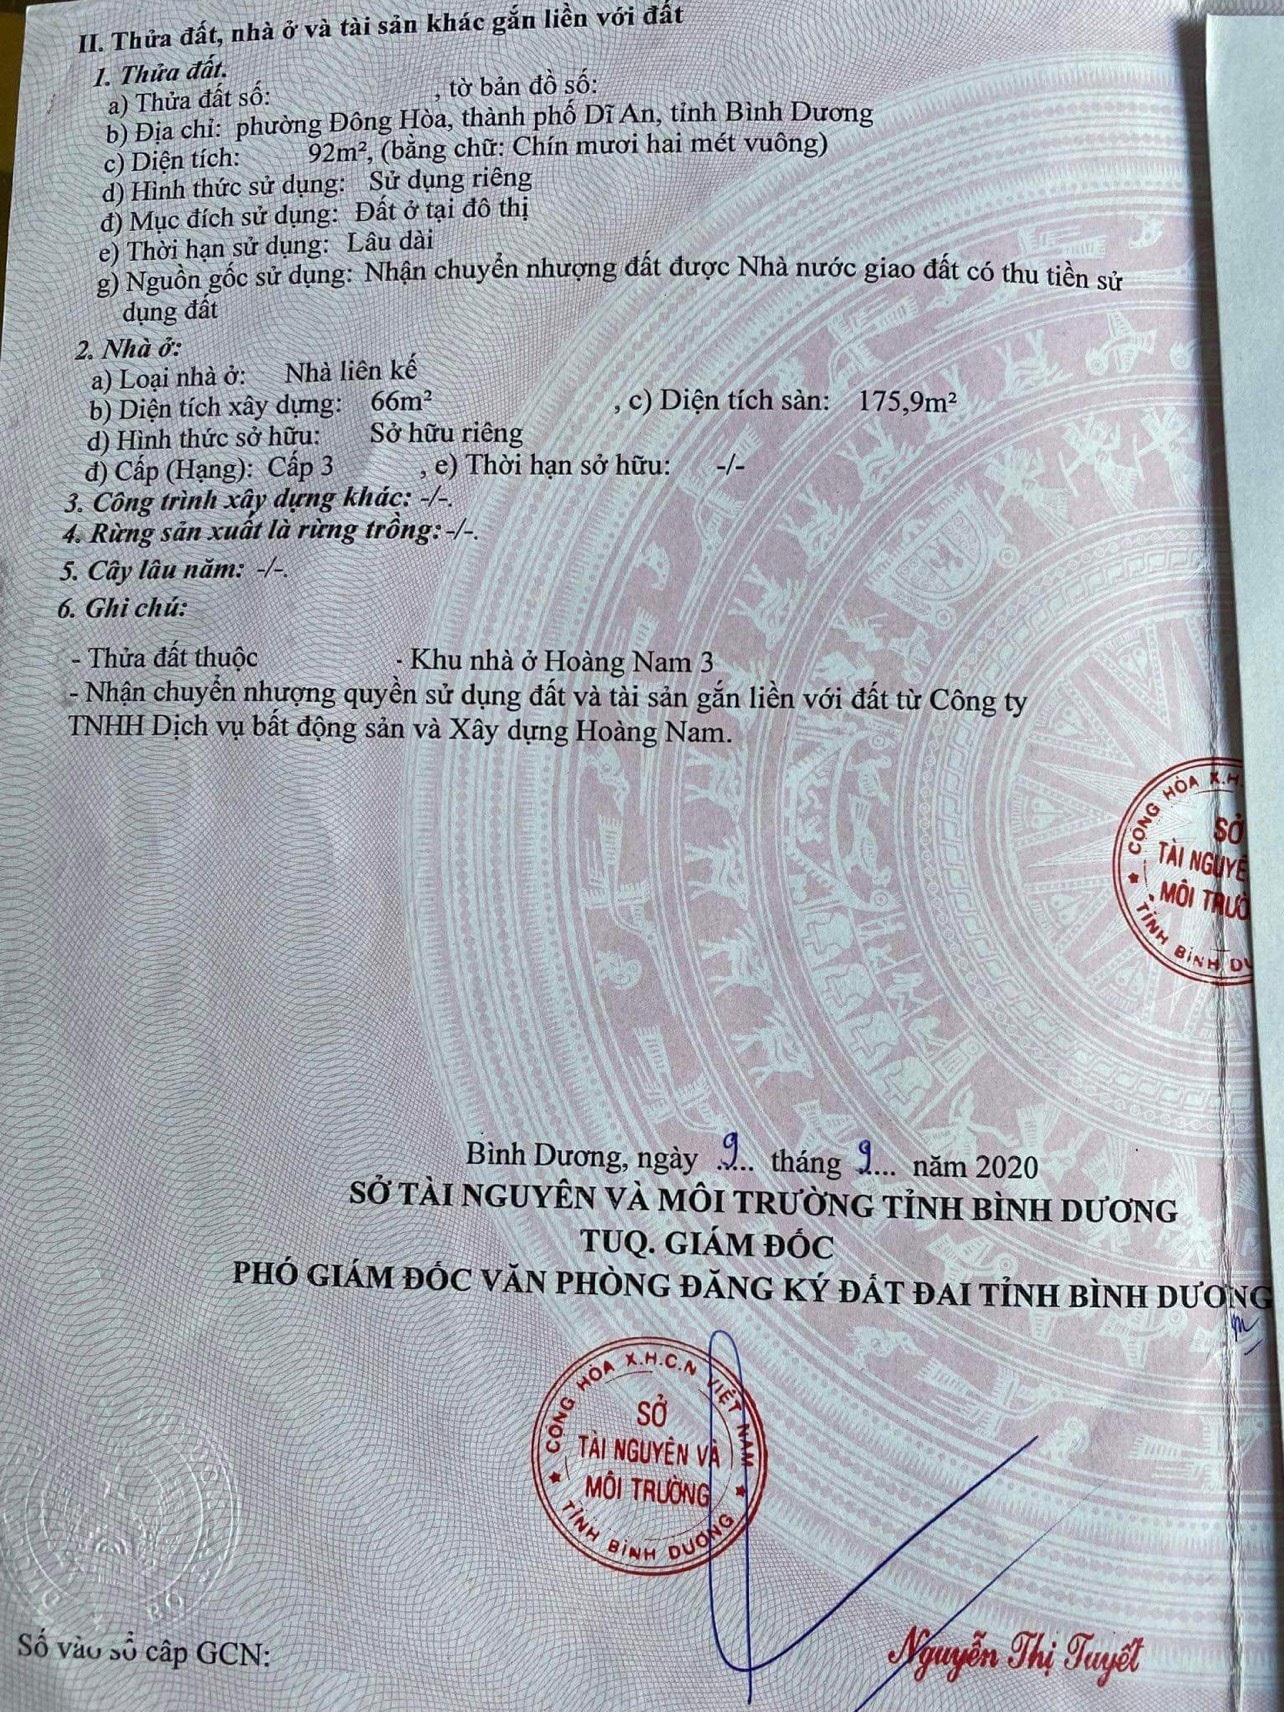 II. Thửa đất, nhà ở và tài sản khác gắn liền với đất
1. Thửa đất.
a) Thửa đất số: , tờ bản đồ số:
b) Địa chỉ: phường Đông Hòa, thành phố Dĩ An, tỉnh Bình Dương
c) Diện tích: 92m², (bằng chữ: Chín mươi hai mét vuông)
d) Hình thức sử dụng: Sử dụng riêng
đ) Mục đích sử dụng: Đất ở tại đô thị
e) Thời hạn sử dụng: Lâu dài
g) Nguồn gốc sử dụng: Nhận chuyển nhượng đất được Nhà nước giao đất có thu tiền sử
dụng đất
2. Nhà ở:
a) Loại nhà ở: Nhà liên kế
b) Diện tích xây dựng: 66m² , c) Diện tích sàn: 175,9m²
d) Hình thức sở hữu: Sở hữu riêng
đ) Cấp (Hạng): Cấp 3 , e) Thời hạn sở hữu: -/-
3. Công trình xây dựng khác: -/-.
4. Rừng sản xuất là rừng trồng: -/-.
5. Cây lâu năm: -/-.
6. Ghi chú:
- Thửa đất thuộc - Khu nhà ở Hoàng Nam 3
- Nhận chuyển nhượng quyền sử dụng đất và tài sản gắn liền với đất từ Công ty
TNHH Dịch vụ bất động sản và Xây dựng Hoàng Nam.
CỘNG HÒA X.H.
SỞ
TÀI NGUYÊ
MÔI TRƯỜ
TỈNH BÌNH DƯ
Bình Dương, ngày 9 tháng 9 năm 2020
SỞ TÀI NGUYÊN VÀ MÔI TRƯỜNG TỈNH BÌNH DƯƠNG
TUQ. GIÁM ĐỐC
PHÓ GIÁM ĐỐC VĂN PHÒNG ĐĂNG KÝ ĐẤT ĐAI TỈNH BÌNH DƯƠNG
CỘNG HÒA X.H.C.N VIỆT NAM
SỞ
TÀI NGUYÊN VÀ
MÔI TRƯỜNG
TỈNH BÌNH DƯƠNG
Nguyễn Thị Tuyết
Số vào sổ cấp GCN: